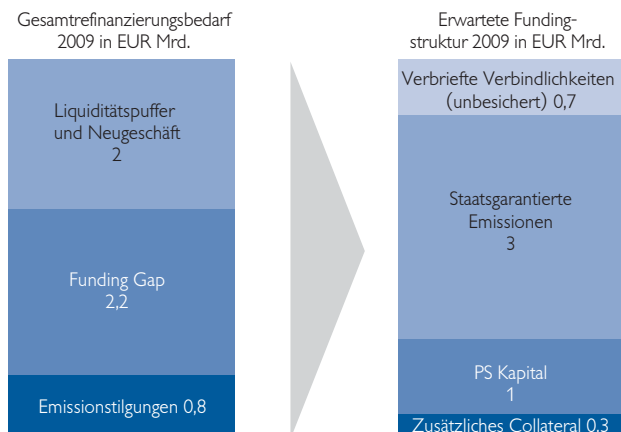 Gesamtrefinanzierungsbedarf
2009 in EUR Mrd.
Liquiditätspuffer
und Neugeschäft
2
Funding Gap
2,2
Emissionstilgungen 0,8
Erwartete Funding-
struktur 2009 in EUR Mrd.
Verbriefte Verbindlichkeiten
(unbesichert) 0,7
Staatsgarantierte
Emissionen
3
PS Kapital
1
Zusätzliches Collateral 0,3